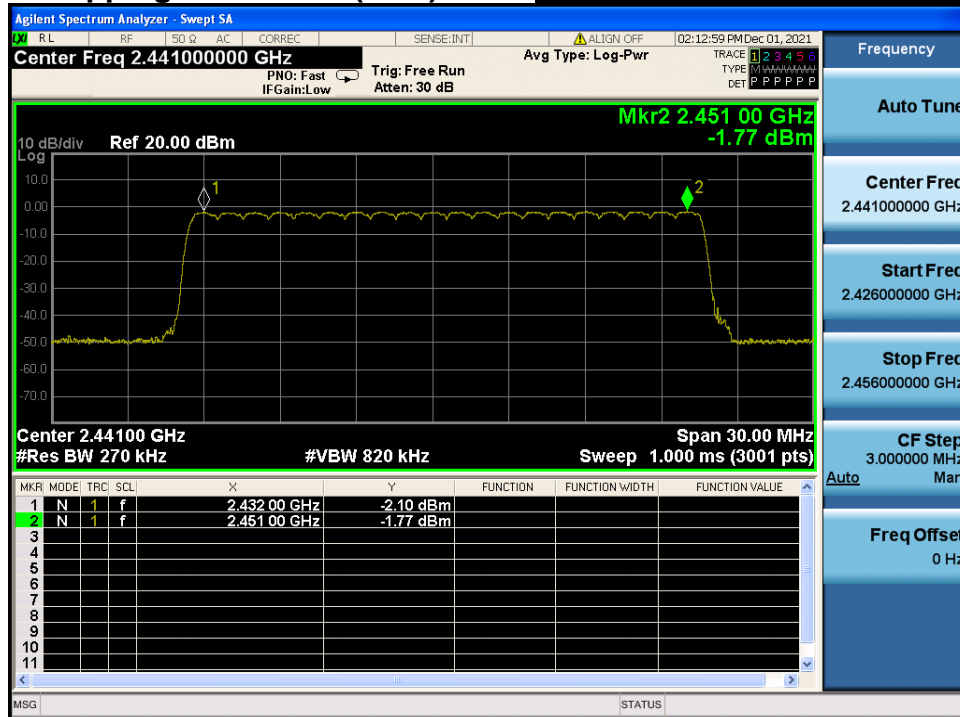 Agilent Spectrum Analyzer - Swept SA
LXI RL RF 50 Ω AC CORREC SENSE:INT ALIGN OFF 02:12:59 PM Dec 01, 2021
Center Freq 2.441000000 GHz Avg Type: Log-Pwr TRACE 1 2 3 4 5 6
PNO: Fast Trig: Free Run TYPE M WWWWW
IFGain:Low Atten: 30 dB DET P P P P P P
Frequency
Mkr2 2.451 00 GHz
10 dB/div Ref 20.00 dBm -1.77 dBm
Log
10.0
0.00
-10.0
-20.0
-30.0
-40.0
-50.0
-60.0
-70.0
1
2
Center 2.44100 GHz Span 30.00 MHz
#Res BW 270 kHz #VBW 820 kHz Sweep 1.000 ms (3001 pts)
MKR MODE TRC SCL X Y FUNCTION FUNCTION WIDTH FUNCTION VALUE
1 N 1 f 2.432 00 GHz -2.10 dBm
2 N 1 f 2.451 00 GHz -1.77 dBm
3
4
5
6
7
8
9
10
11
MSG STATUS
Auto Tune
Center Freq
2.441000000 GHz
Start Freq
2.426000000 GHz
Stop Freq
2.456000000 GHz
CF Step
3.000000 MHz
Auto Man
Freq Offset
0 Hz